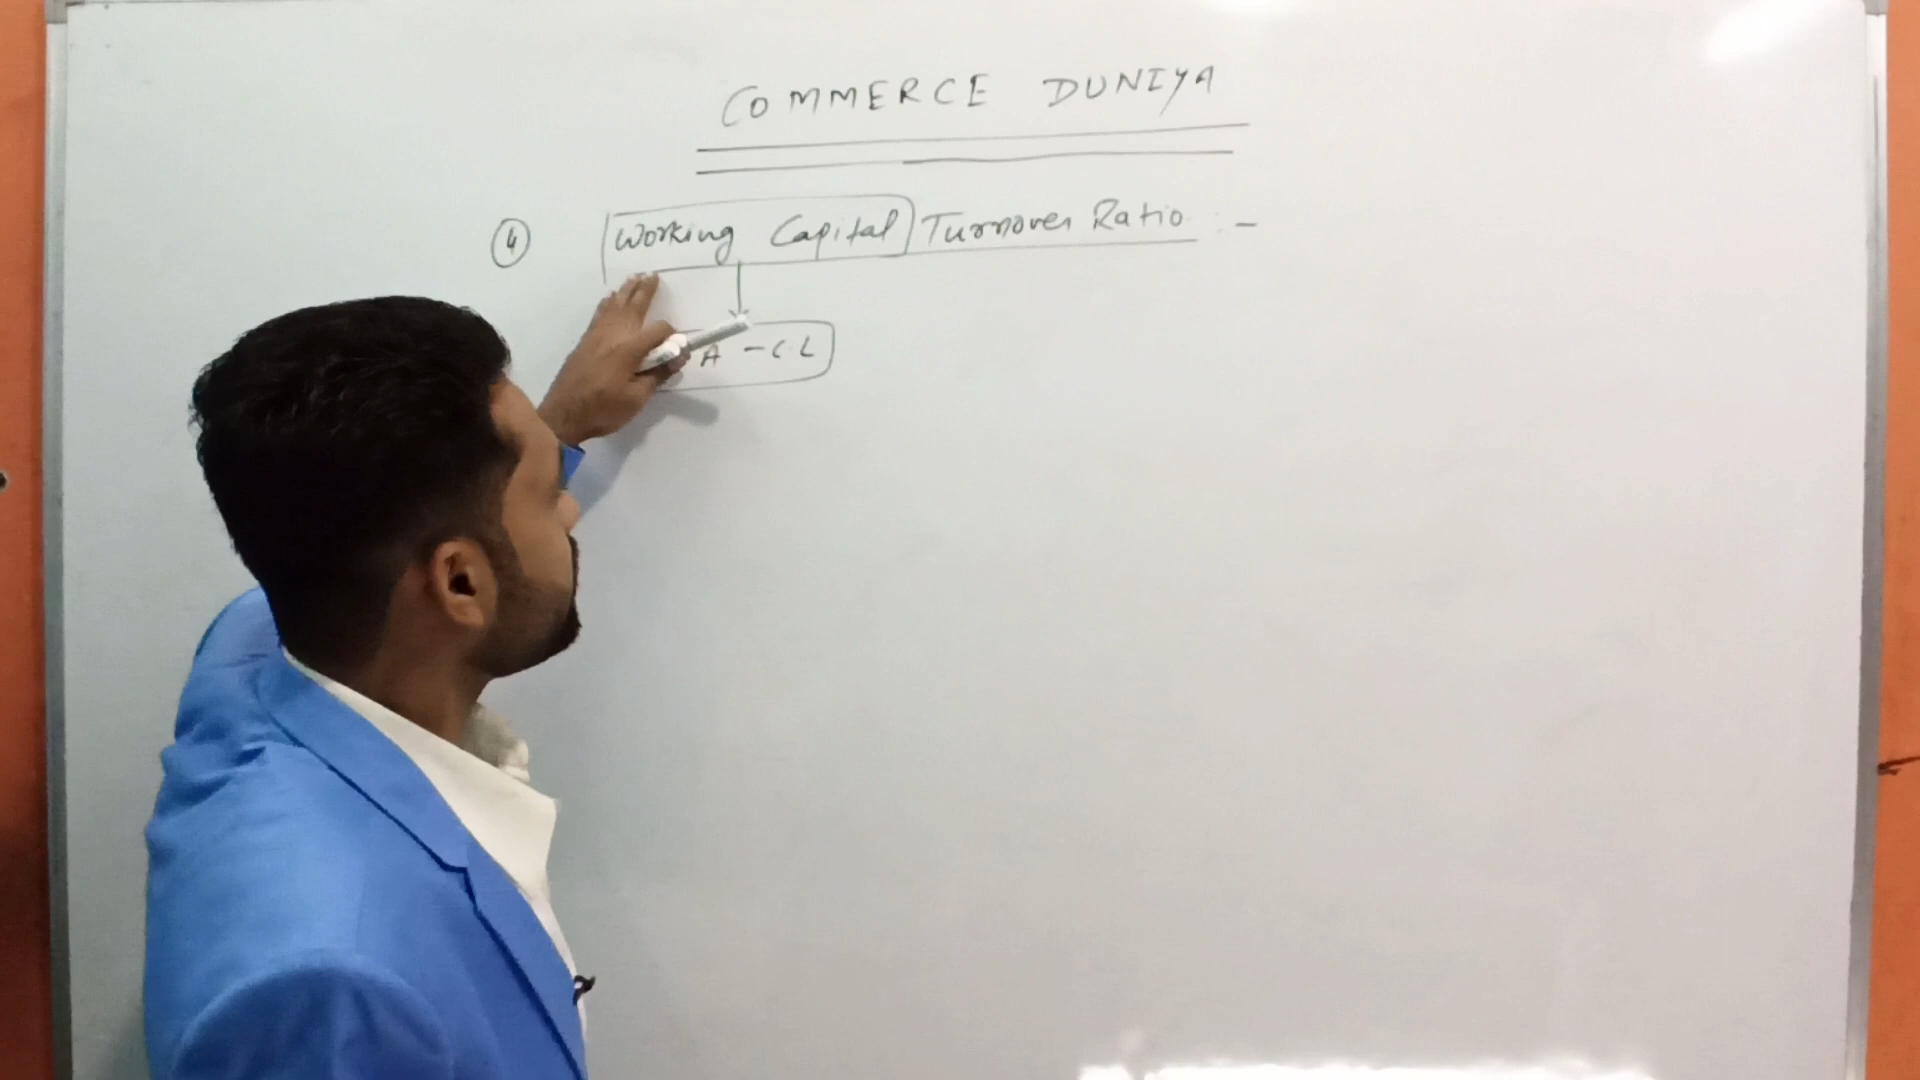 COMMERCE DUNIYA
④ Working Capital Turnover Ratio :-
A - C.L